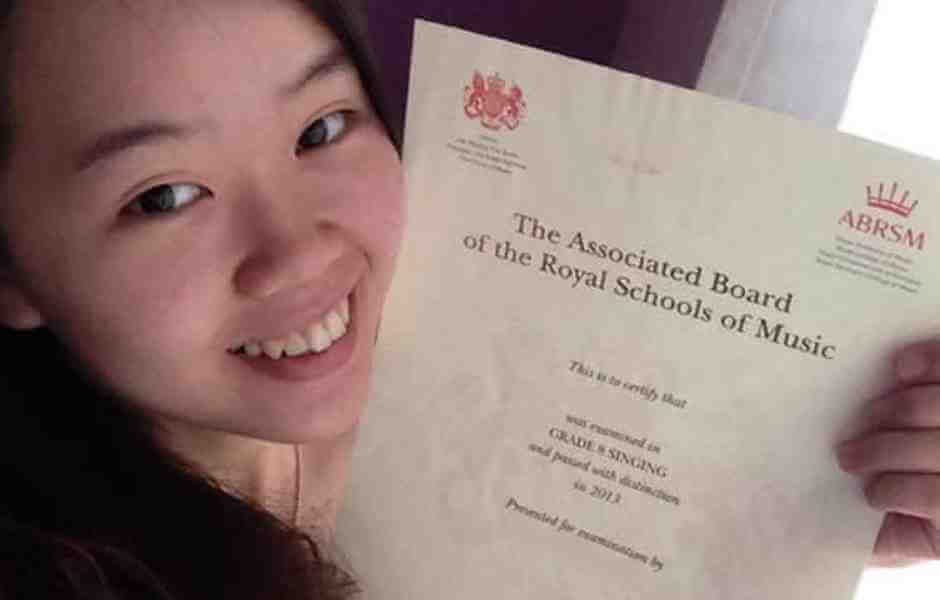 ABRSM
The Associated Board
of the Royal Schools of Music
This is to certify that
was examined in
GRADE 8 SINGING
and passed with distinction
in 2013
Presented for examination by